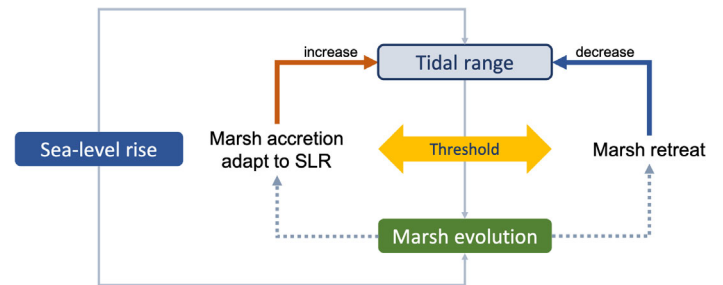 increase
decrease
Tidal range
Marsh accretion
adapt to SLR
Sea-level rise
Threshold
Marsh retreat
Marsh evolution